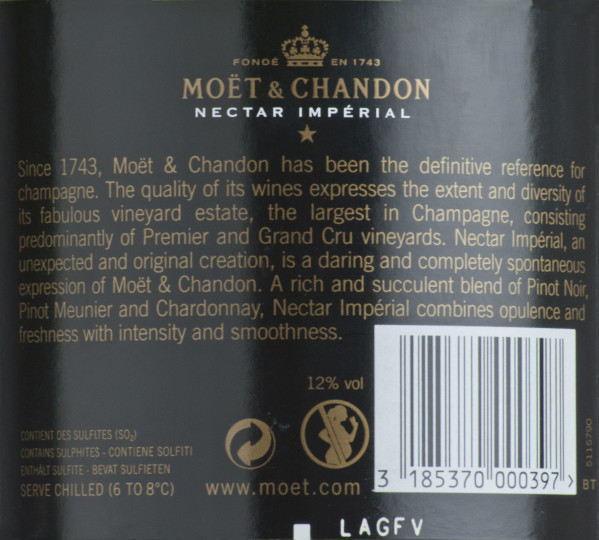 FONDÉ EN 1743
MOËT & CHANDON
NECTAR IMPÉRIAL
Since 1743, Moët & Chandon has been the definitive reference for
champagne. The quality of its wines expresses the extent and diversity of
its fabulous vineyard estate, the largest in Champagne, consisting
predominantly of Premier and Grand Cru vineyards. Nectar Impérial, an
unexpected and original creation, is a daring and completely spontaneous
expression of Moët & Chandon. A rich and succulent blend of Pinot Noir,
Pinot Meunier and Chardonnay, Nectar Impérial combines opulence and
freshness with intensity and smoothness.
12% vol
CONTIENT DES SULFITES (SO₂)
CONTAINS SULPHITES - CONTIENE SOLFITI
ENTHÄLT SULFITE - BEVAT SULFIETEN
SERVE CHILLED (6 TO 8°C)
www.moet.com
3 185370 000397 >
BT
5115790
LAGFV